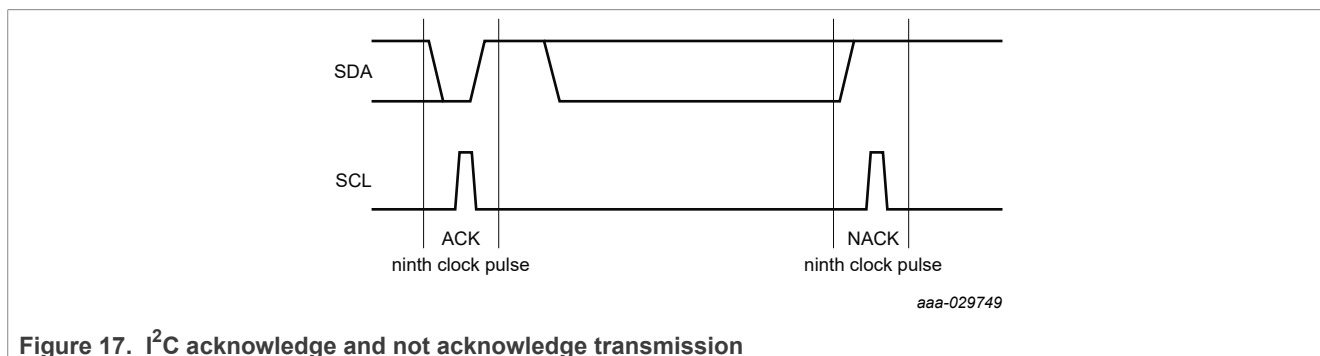 SDA
SCL
ACK
NACK
ninth clock pulse
ninth clock pulse
aaa-029749
Figure 17. I²C acknowledge and not acknowledge transmission